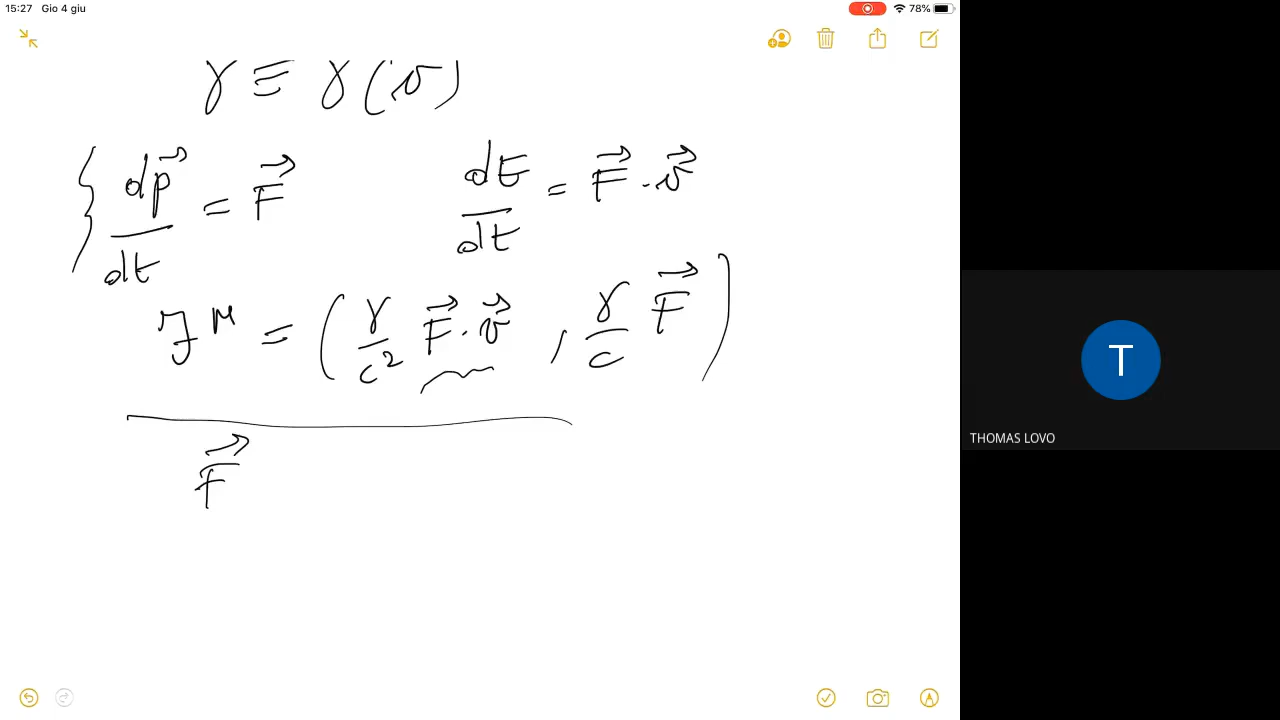 15:27 Gio 4 giu 78%
γ ≡ γ(v)
{ dp⃗/dt = F⃗ dE/dt = F⃗ · v⃗
ℱ^μ = ( γ/c² F⃗ · v⃗ , γ/c F⃗ )
F⃗
T
THOMAS LOVO